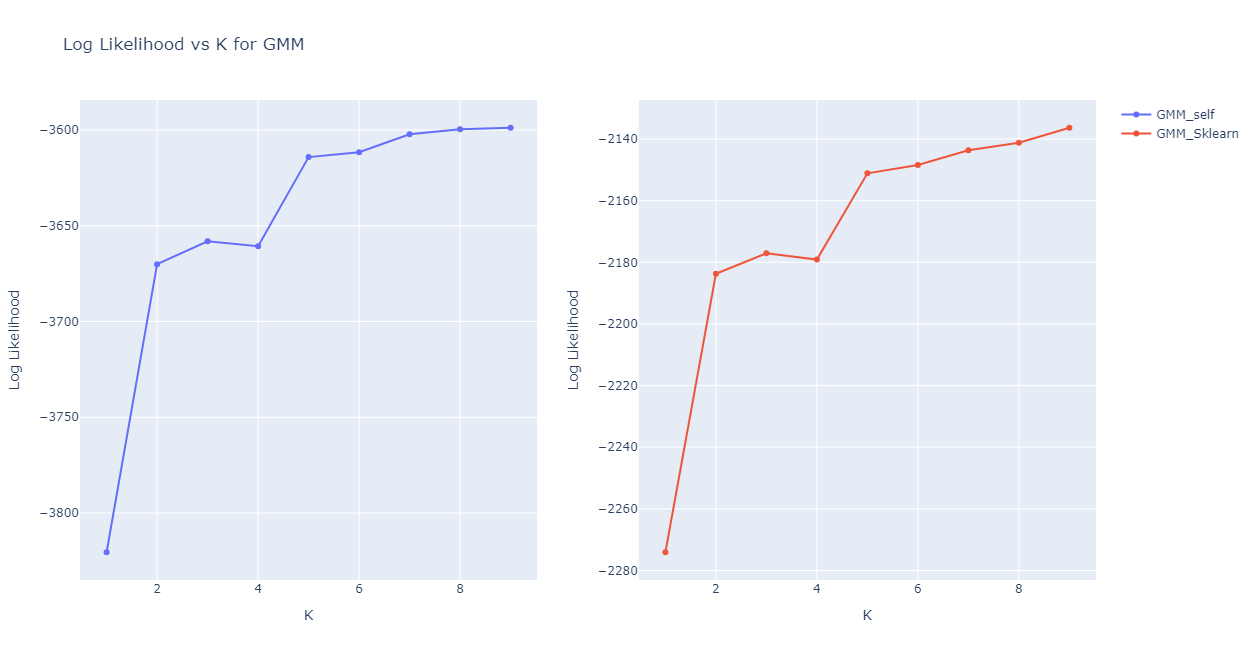 Log Likelihood vs K for GMM
−3600
−3650
−3700
−3750
−3800
Log Likelihood
2 4 6 8
K
−2140
−2160
−2180
−2200
−2220
−2240
−2260
−2280
Log Likelihood
2 4 6 8
K
GMM_self
GMM_Sklearn